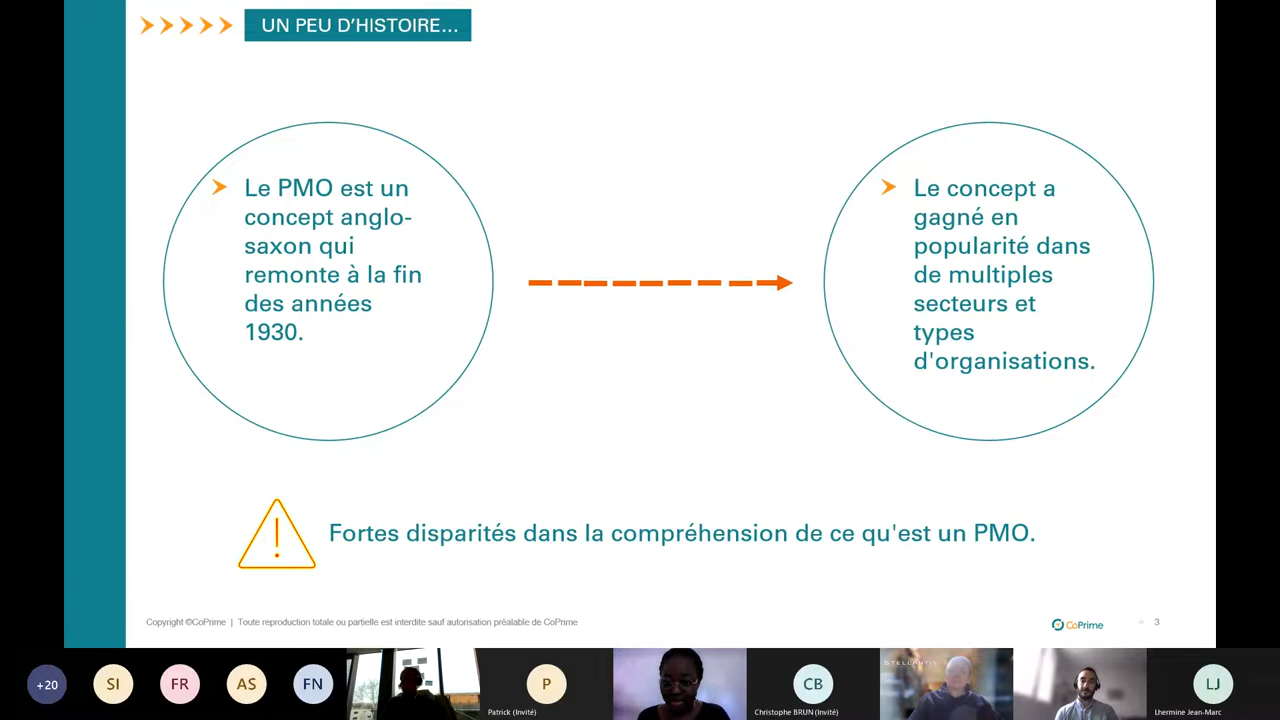 UN PEU D’HISTOIRE...
Le PMO est un
concept anglo-
saxon qui
remonte à la fin
des années
1930.
Le concept a
gagné en
popularité dans
de multiples
secteurs et
types
d'organisations.
Fortes disparités dans la compréhension de ce qu'est un PMO.
Copyright ©CoPrime | Toute reproduction totale ou partielle est interdite sauf autorisation préalable de CoPrime
CoPrime
3
+20
SI
FR
AS
FN
P
Patrick (Invité)
CB
Christophe BRUN (Invité)
STELLANTIS
LJ
Lhermine Jean-Marc